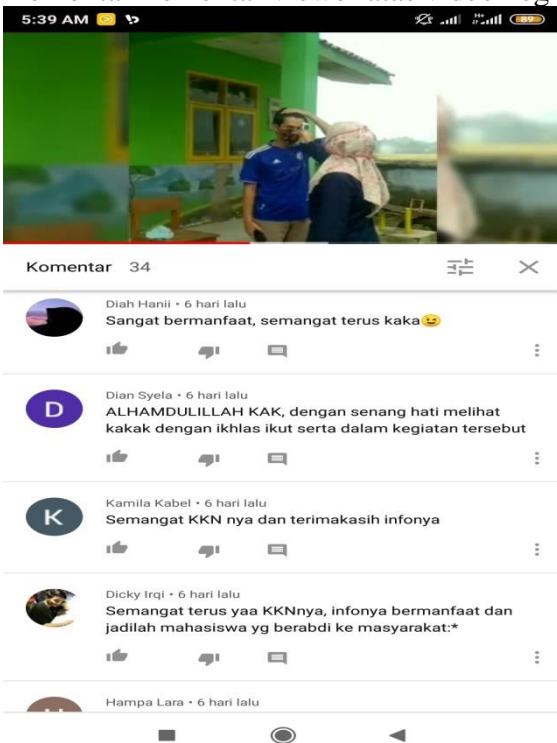 5:39 AM
H+
89
Komentar 34
Diah Hanii • 6 hari lalu
Sangat bermanfaat, semangat terus kaka😉
D
Dian Syela • 6 hari lalu
ALHAMDULILLAH KAK, dengan senang hati melihat
kakak dengan ikhlas ikut serta dalam kegiatan tersebut
K
Kamila Kabel • 6 hari lalu
Semangat KKN nya dan terimakasih infonya
Dicky Irqi • 6 hari lalu
Semangat terus yaa KKNnya, infonya bermanfaat dan
jadilah mahasiswa yg berabdi ke masyarakat:*
Hampa Lara • 6 hari lalu